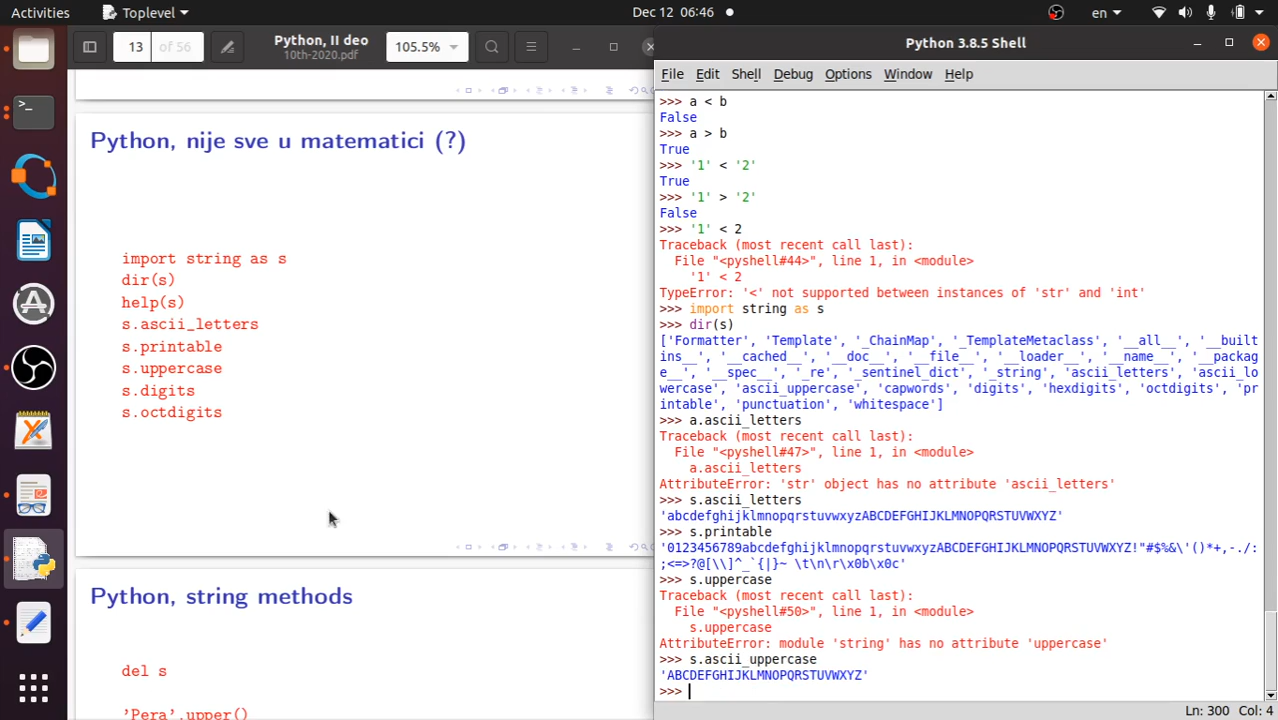 Activities
Toplevel
Dec 12 06:46
en
13 of 56
Python, II deo
10th-2020.pdf
105.5%
Python, nije sve u matematici (?)
import string as s
dir(s)
help(s)
s.ascii_letters
s.printable
s.uppercase
s.digits
s.octdigits
Python, string methods
del s
'Pera'.upper()
Python 3.8.5 Shell
File Edit Shell Debug Options Window Help
>>> a < b
False
>>> a > b
True
>>> '1' < '2'
True
>>> '1' > '2'
False
>>> '1' < 2
Traceback (most recent call last):
File "<pyshell#44>", line 1, in <module>
'1' < 2
TypeError: '<' not supported between instances of 'str' and 'int'
>>> import string as s
>>> dir(s)
['Formatter', 'Template', '_ChainMap', '_TemplateMetaclass', '__all__', '__built
ins__', '__cached__', '__doc__', '__file__', '__loader__', '__name__', '__packag
e__', '__spec__', '_re', '_sentinel_dict', '_string', 'ascii_letters', 'ascii_lo
wercase', 'ascii_uppercase', 'capwords', 'digits', 'hexdigits', 'octdigits', 'pr
intable', 'punctuation', 'whitespace']
>>> a.ascii_letters
Traceback (most recent call last):
File "<pyshell#47>", line 1, in <module>
a.ascii_letters
AttributeError: 'str' object has no attribute 'ascii_letters'
>>> s.ascii_letters
'abcdefghijklmnopqrstuvwxyzABCDEFGHIJKLMNOPQRSTUVWXYZ'
>>> s.printable
'0123456789abcdefghijklmnopqrstuvwxyzABCDEFGHIJKLMNOPQRSTUVWXYZ!"#$%&\'()*+,-./:
;<=>?@[\\]^_`{|}~ \t\n\r\x0b\x0c'
>>> s.uppercase
Traceback (most recent call last):
File "<pyshell#50>", line 1, in <module>
s.uppercase
AttributeError: module 'string' has no attribute 'uppercase'
>>> s.ascii_uppercase
'ABCDEFGHIJKLMNOPQRSTUVWXYZ'
>>>
Ln: 300 Col: 4